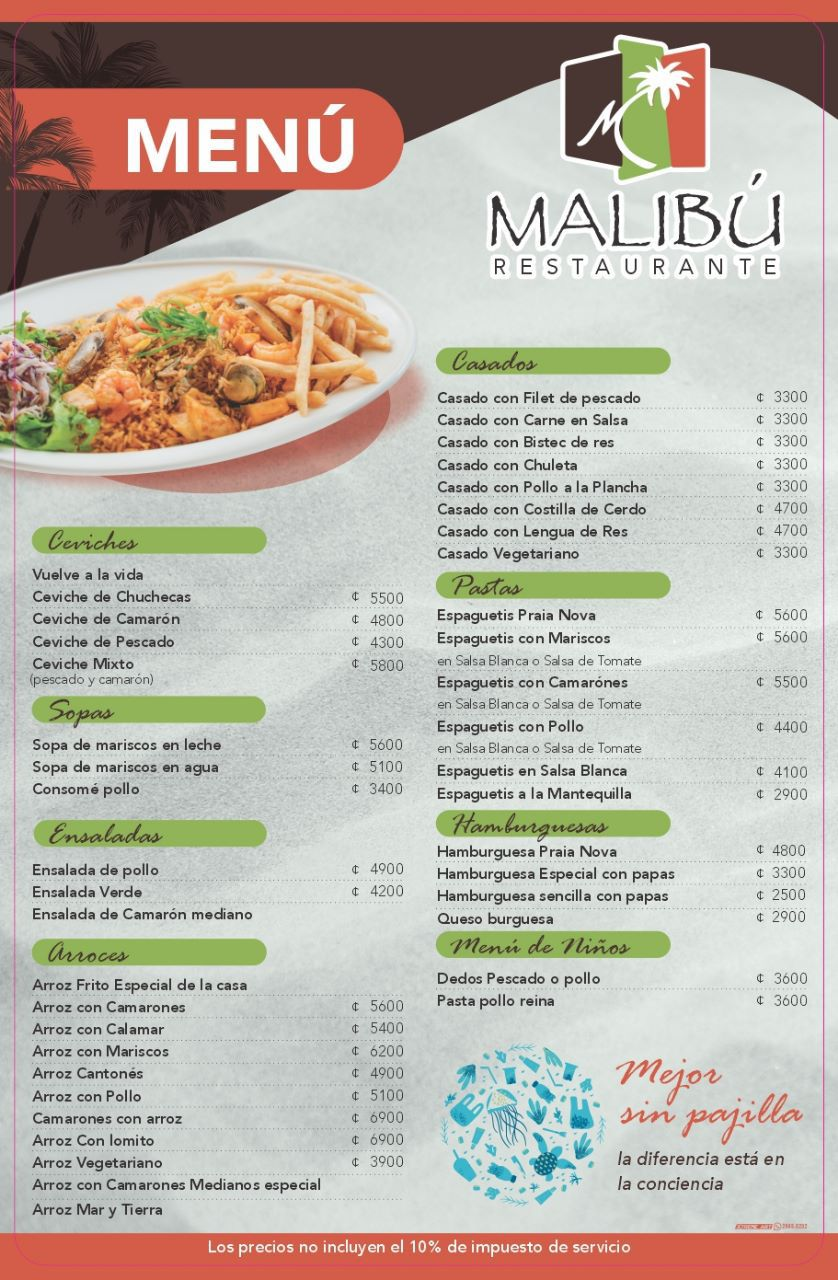 MENÚ
MALIBÚ
RESTAURANTE
Ceviches
Vuelve a la vida
Ceviche de Chuchecas ¢ 5500
Ceviche de Camarón ¢ 4800
Ceviche de Pescado ¢ 4300
Ceviche Mixto ¢ 5800
(pescado y camarón)
Sopas
Sopa de mariscos en leche ¢ 5600
Sopa de mariscos en agua ¢ 5100
Consomé pollo ¢ 3400
Ensaladas
Ensalada de pollo ¢ 4900
Ensalada Verde ¢ 4200
Ensalada de Camarón mediano
Arroces
Arroz Frito Especial de la casa
Arroz con Camarones ¢ 5600
Arroz con Calamar ¢ 5400
Arroz con Mariscos ¢ 6200
Arroz Cantonés ¢ 4900
Arroz con Pollo ¢ 5100
Camarones con arroz ¢ 6900
Arroz Con lomito ¢ 6900
Arroz Vegetariano ¢ 3900
Arroz con Camarones Medianos especial
Arroz Mar y Tierra
Casados
Casado con Filet de pescado ¢ 3300
Casado con Carne en Salsa ¢ 3300
Casado con Bistec de res ¢ 3300
Casado con Chuleta ¢ 3300
Casado con Pollo a la Plancha ¢ 3300
Casado con Costilla de Cerdo ¢ 4700
Casado con Lengua de Res ¢ 4700
Casado Vegetariano ¢ 3300
Pastas
Espaguetis Praia Nova ¢ 5600
Espaguetis con Mariscos ¢ 5600
en Salsa Blanca o Salsa de Tomate
Espaguetis con Camarónes ¢ 5500
en Salsa Blanca o Salsa de Tomate
Espaguetis con Pollo ¢ 4400
en Salsa Blanca o Salsa de Tomate
Espaguetis en Salsa Blanca ¢ 4100
Espaguetis a la Mantequilla ¢ 2900
Hamburguesas
Hamburguesa Praia Nova ¢ 4800
Hamburguesa Especial con papas ¢ 3300
Hamburguesa sencilla con papas ¢ 2500
Queso burguesa ¢ 2900
Menú de Niños
Dedos Pescado o pollo ¢ 3600
Pasta pollo reina ¢ 3600
Mejor
sin pajilla
la diferencia está en
la conciencia
Los precios no incluyen el 10% de impuesto de servicio